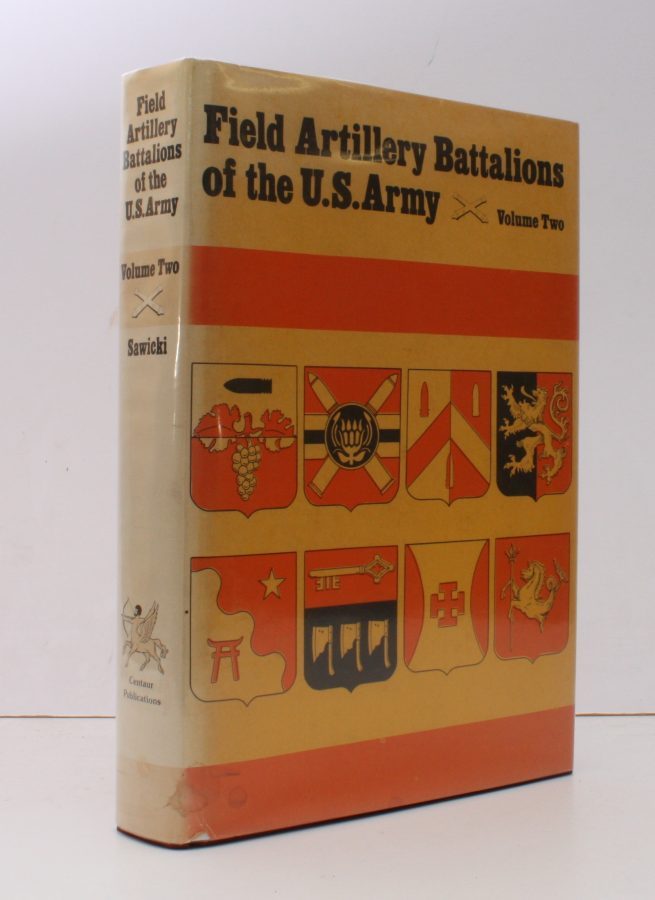 Field
Artillery
Battalions
of the
U.S. Army
Volume Two
Sawicki
Centaur
Publications
Field Artillery Battalions
of the U.S. Army
Volume Two